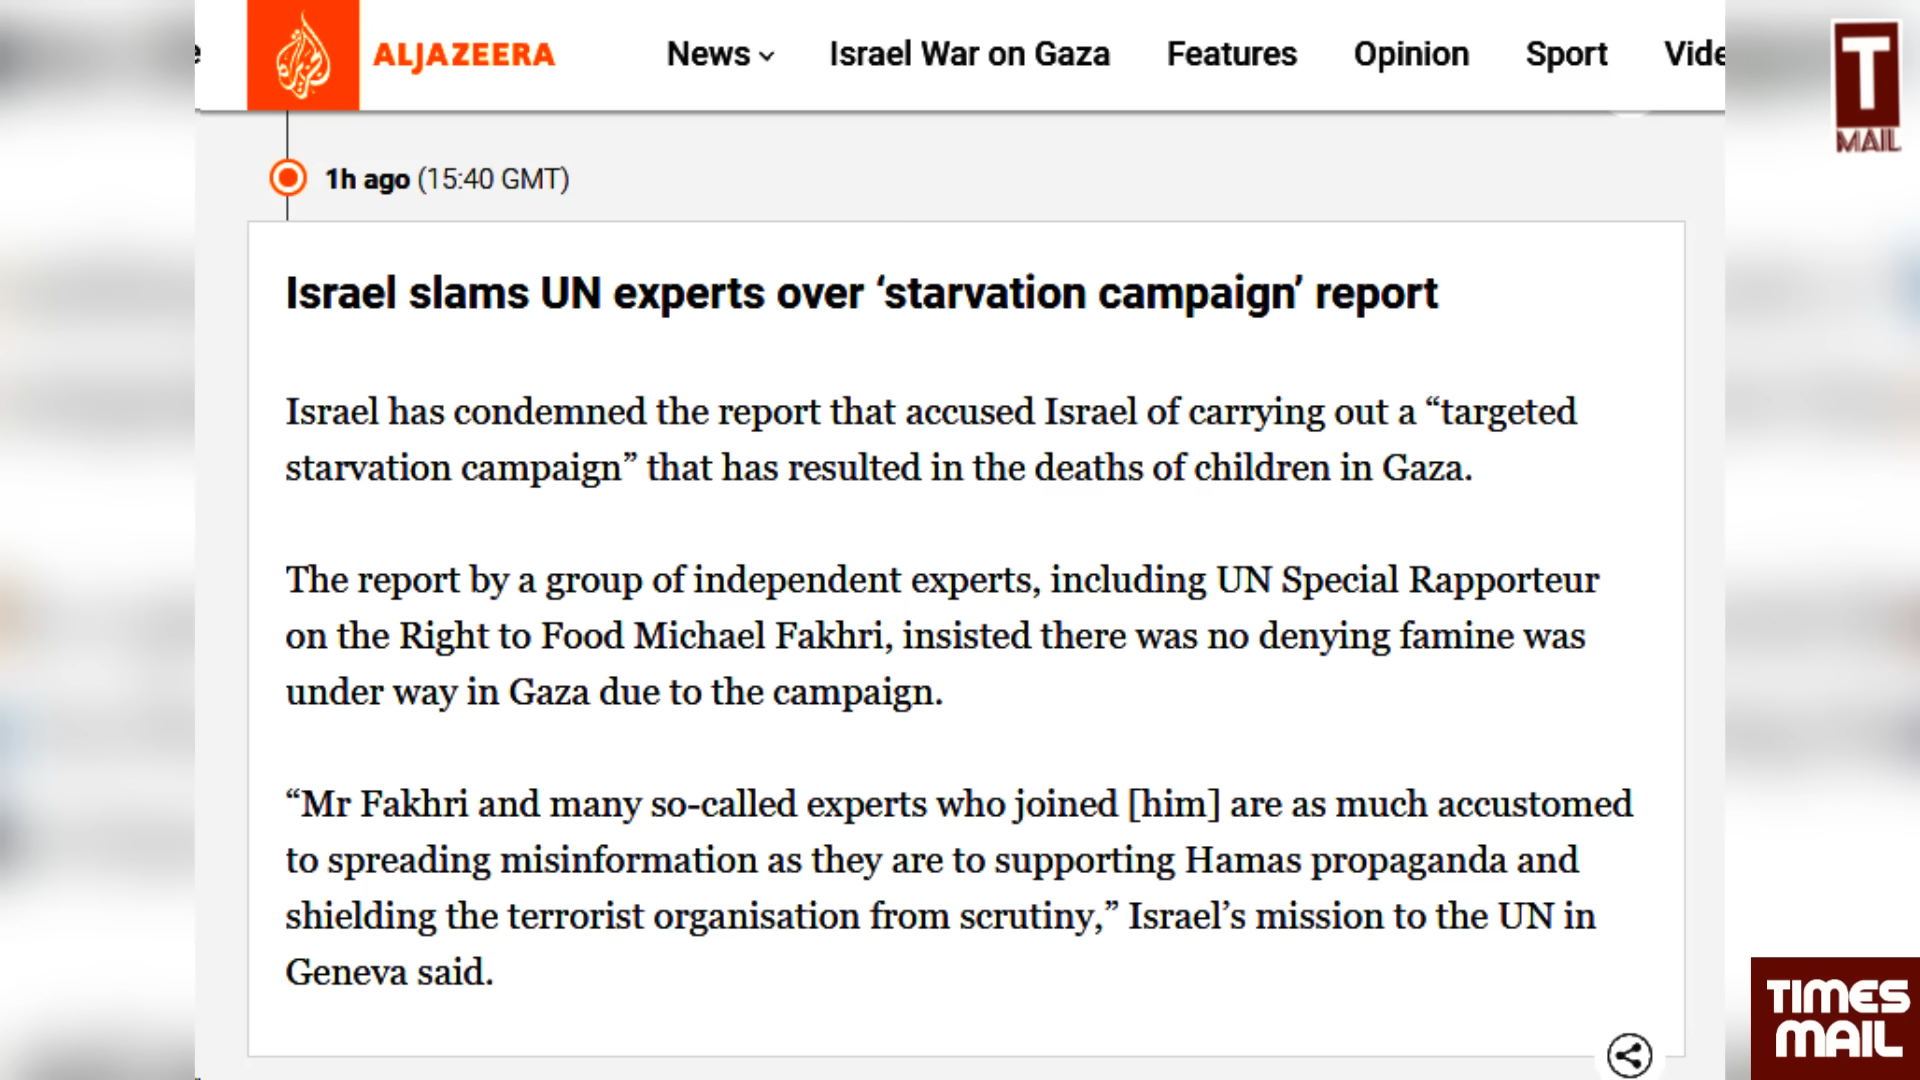 ALJAZEERA
News
Israel War on Gaza
Features
Opinion
Sport
T
MAIL
1h ago (15:40 GMT)
Israel slams UN experts over ‘starvation campaign’ report
Israel has condemned the report that accused Israel of carrying out a “targeted
starvation campaign” that has resulted in the deaths of children in Gaza.
The report by a group of independent experts, including UN Special Rapporteur
on the Right to Food Michael Fakhri, insisted there was no denying famine was
under way in Gaza due to the campaign.
“Mr Fakhri and many so-called experts who joined [him] are as much accustomed
to spreading misinformation as they are to supporting Hamas propaganda and
shielding the terrorist organisation from scrutiny,” Israel’s mission to the UN in
Geneva said.
TIMES
MAIL